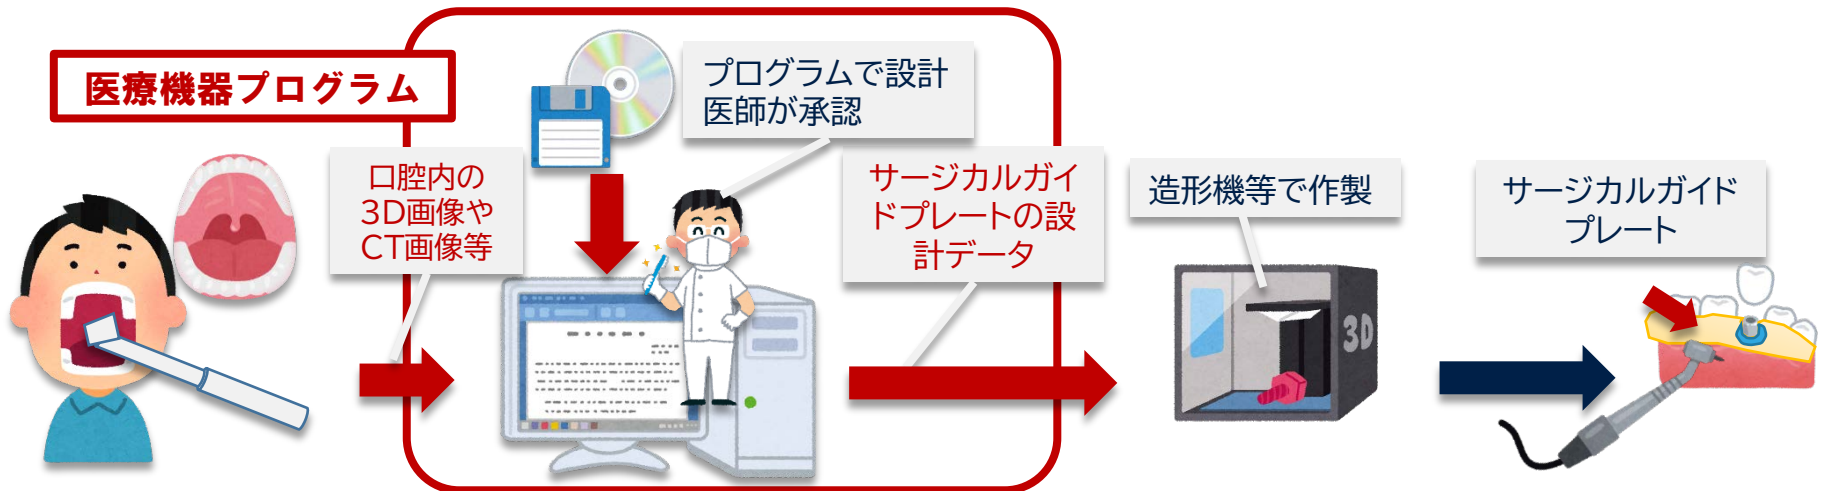 医療機器プログラム
プログラムで設計
医師が承認
口腔内の
3D画像や
CT画像等
サージカルガイ
ドプレートの設
計データ
造形機等で作製
3D
サージカルガイド
プレート